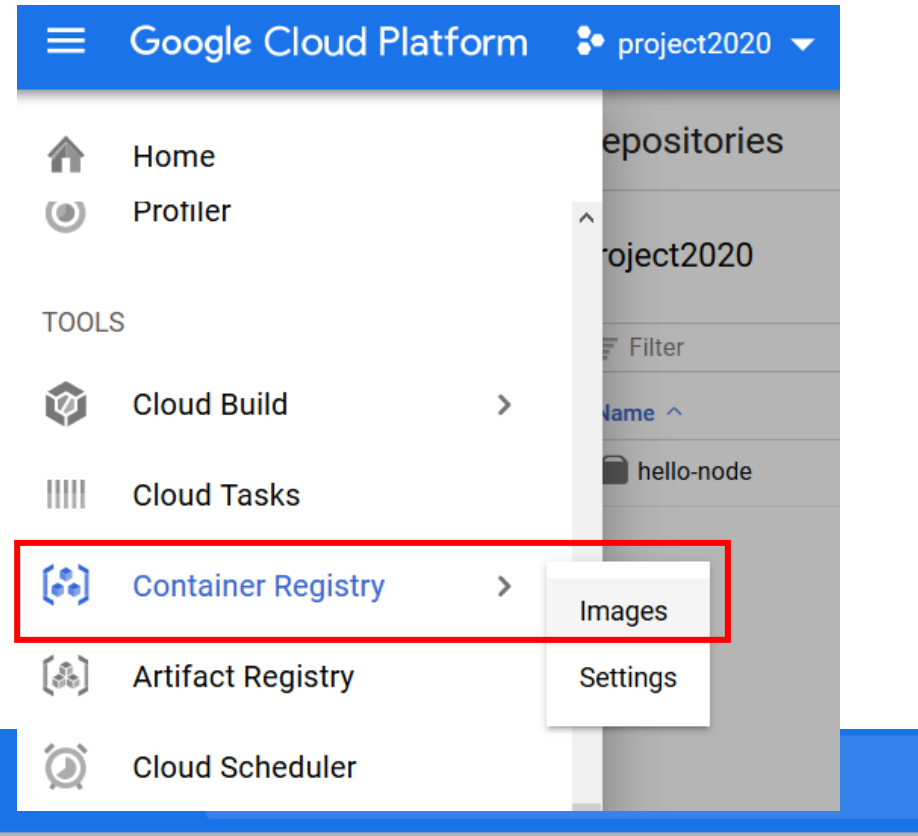 Google Cloud Platform project2020
Home
epositories
Profiler
roject2020
TOOLS
Filter
Cloud Build
Name
hello-node
Cloud Tasks
Container Registry
Images
Artifact Registry
Settings
Cloud Scheduler